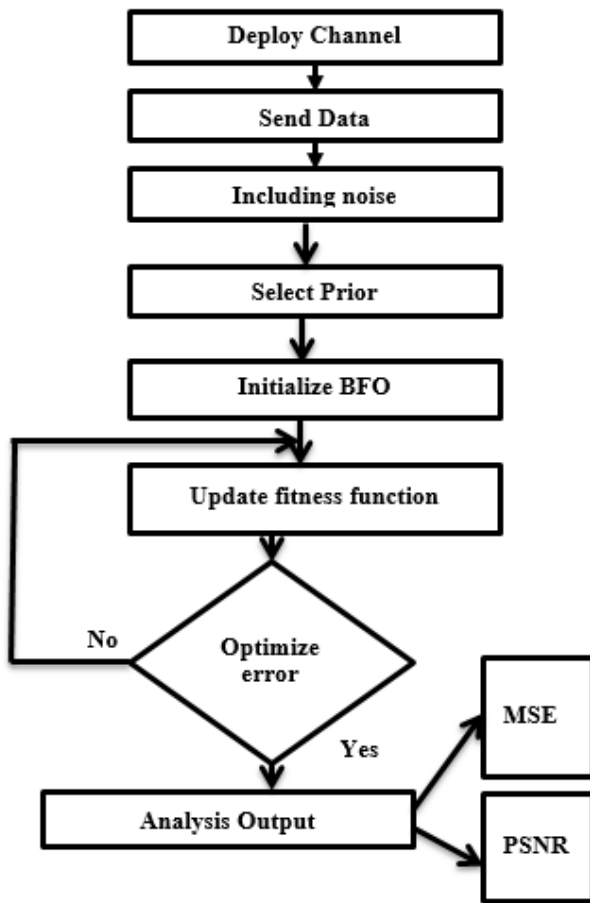 Deploy Channel
Send Data
Including noise
Select Prior
Initialize BFO
Update fitness function
No
Optimize
error
Yes
MSE
Analysis Output
PSNR